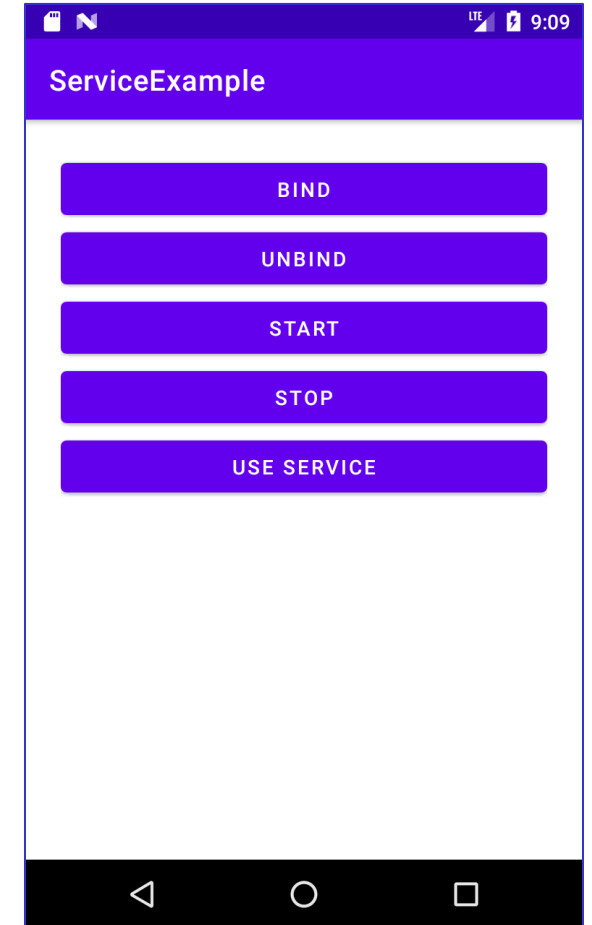 LTE 9:09
ServiceExample
BIND
UNBIND
START
STOP
USE SERVICE